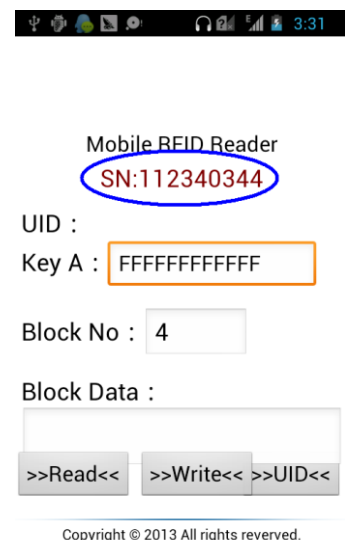 3:31
Mobile RFID Reader
SN:112340344
UID :
Key A : FFFFFFFFFFFF
Block No : 4
Block Data :
>>Read<< >>Write<< >>UID<<
Copyright © 2013 All rights reverved.